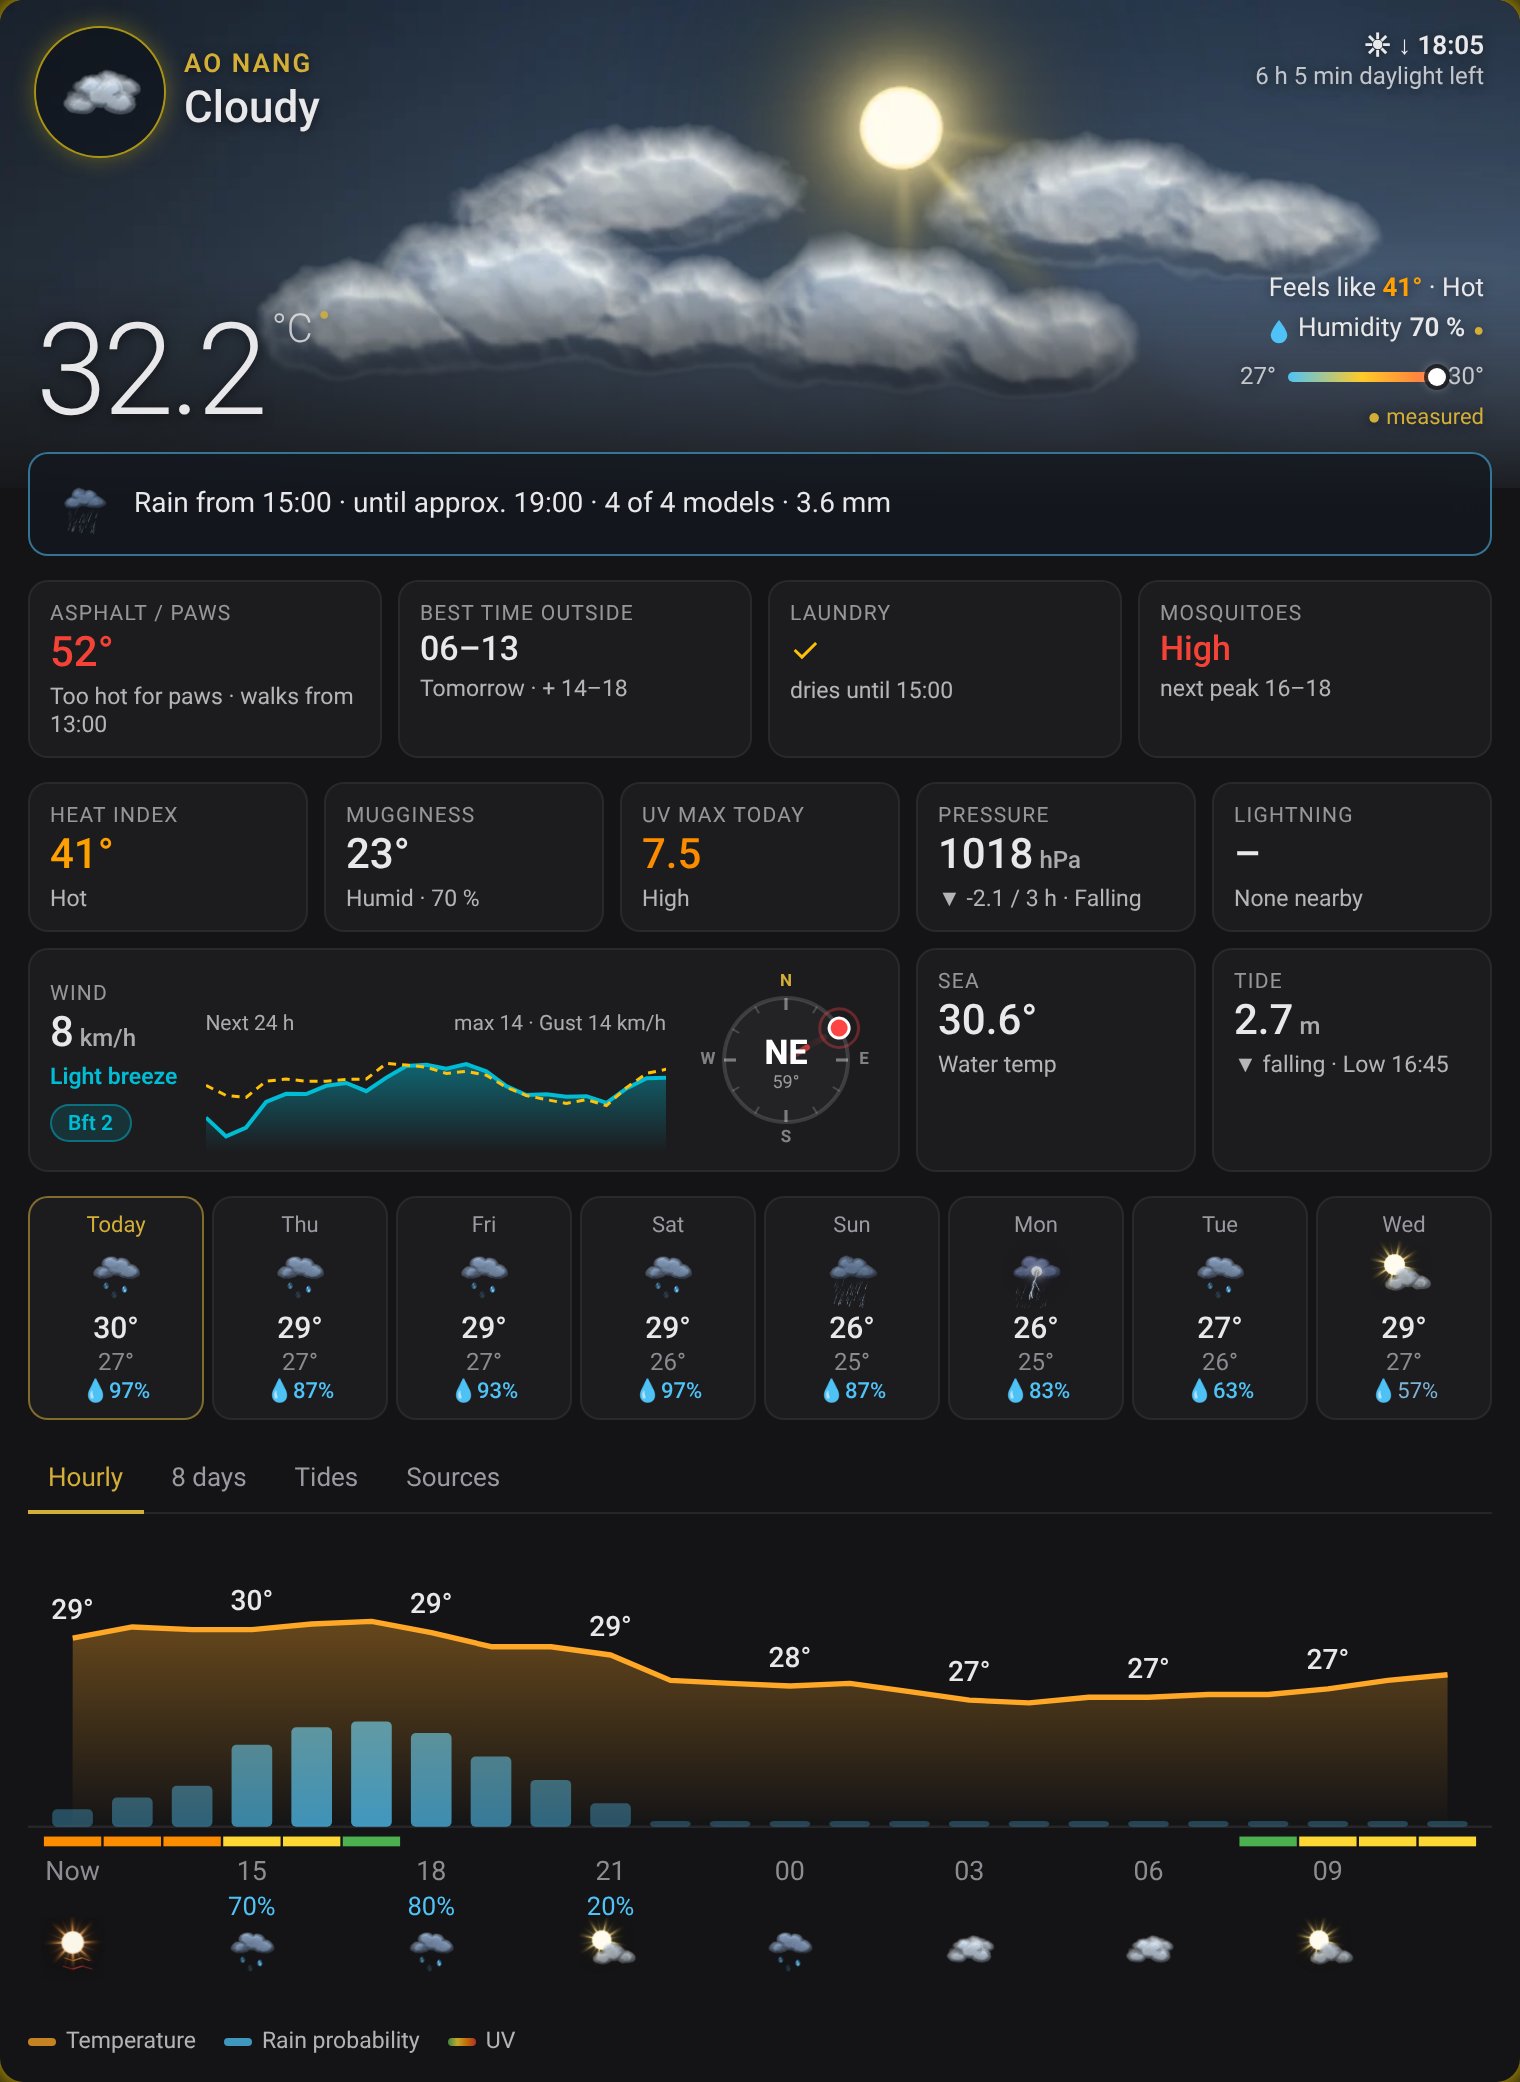 AO NANG
Cloudy
☀ ↓ 18:05
6 h 5 min daylight left
32.2 °C
Feels like 41° · Hot
Humidity 70 %
27° 30°
measured
Rain from 15:00 · until approx. 19:00 · 4 of 4 models · 3.6 mm
ASPHALT / PAWS
52°
Too hot for paws · walks from
13:00
BEST TIME OUTSIDE
06–13
Tomorrow · + 14–18
LAUNDRY
✓
dries until 15:00
MOSQUITOES
High
next peak 16–18
HEAT INDEX
41°
Hot
MUGGINESS
23°
Humid · 70 %
UV MAX TODAY
7.5
High
PRESSURE
1018 hPa
▼ -2.1 / 3 h · Falling
LIGHTNING
–
None nearby
WIND
8 km/h
Light breeze
Bft 2
Next 24 h
max 14 · Gust 14 km/h
N
W
NE
E
59°
S
SEA
30.6°
Water temp
TIDE
2.7 m
▼ falling · Low 16:45
Today
30°
27°
97%
Thu
29°
27°
87%
Fri
29°
27°
93%
Sat
29°
26°
97%
Sun
26°
25°
87%
Mon
26°
25°
83%
Tue
27°
26°
63%
Wed
29°
27°
57%
Hourly 8 days Tides Sources
29° 30° 29° 29° 28° 27° 27° 27°
Now 15 18 21 00 03 06 09
70% 80% 20%
Temperature Rain probability UV